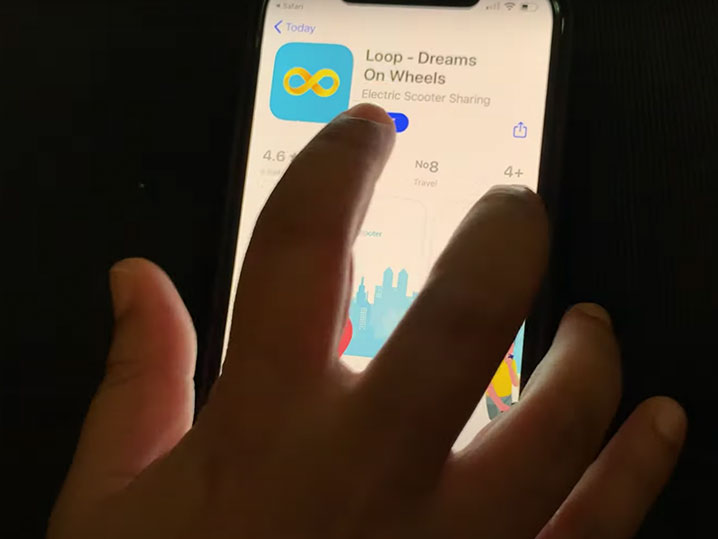 Safari
Today
Loop - Dreams
On Wheels
Electric Scooter Sharing
4.6
No8
4+
Travel